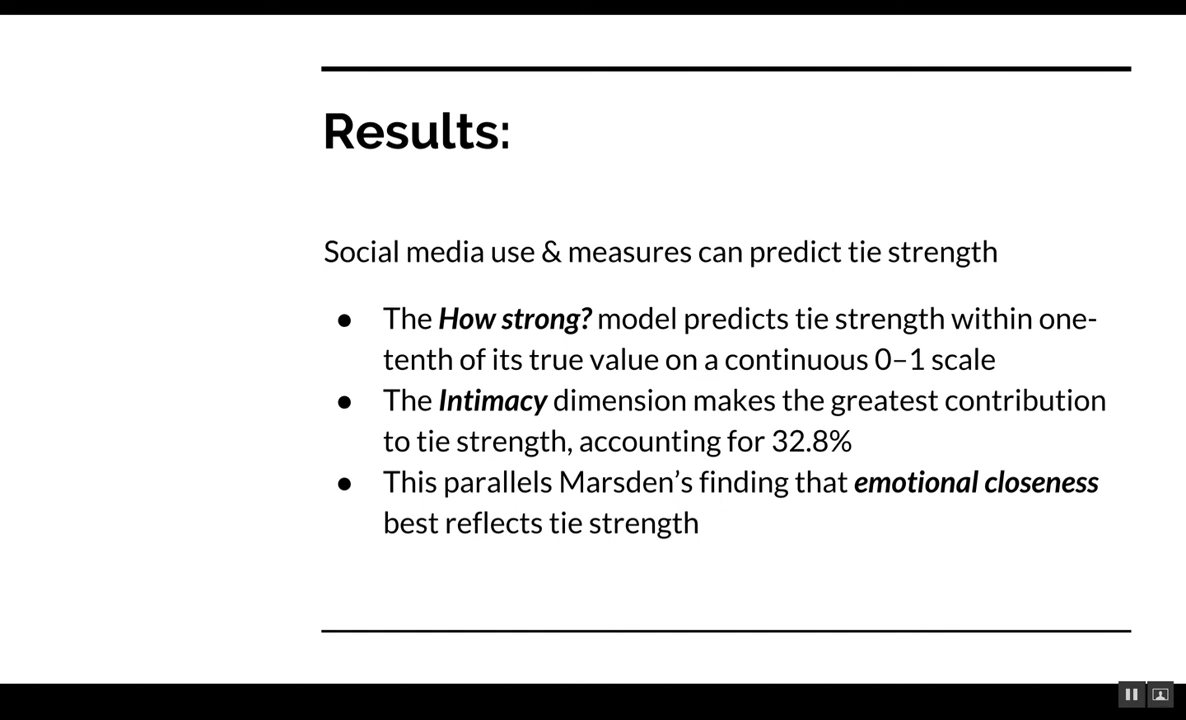 Results:
Social media use & measures can predict tie strength
● The How strong? model predicts tie strength within one-
tenth of its true value on a continuous 0–1 scale
● The Intimacy dimension makes the greatest contribution
to tie strength, accounting for 32.8%
● This parallels Marsden’s finding that emotional closeness
best reflects tie strength